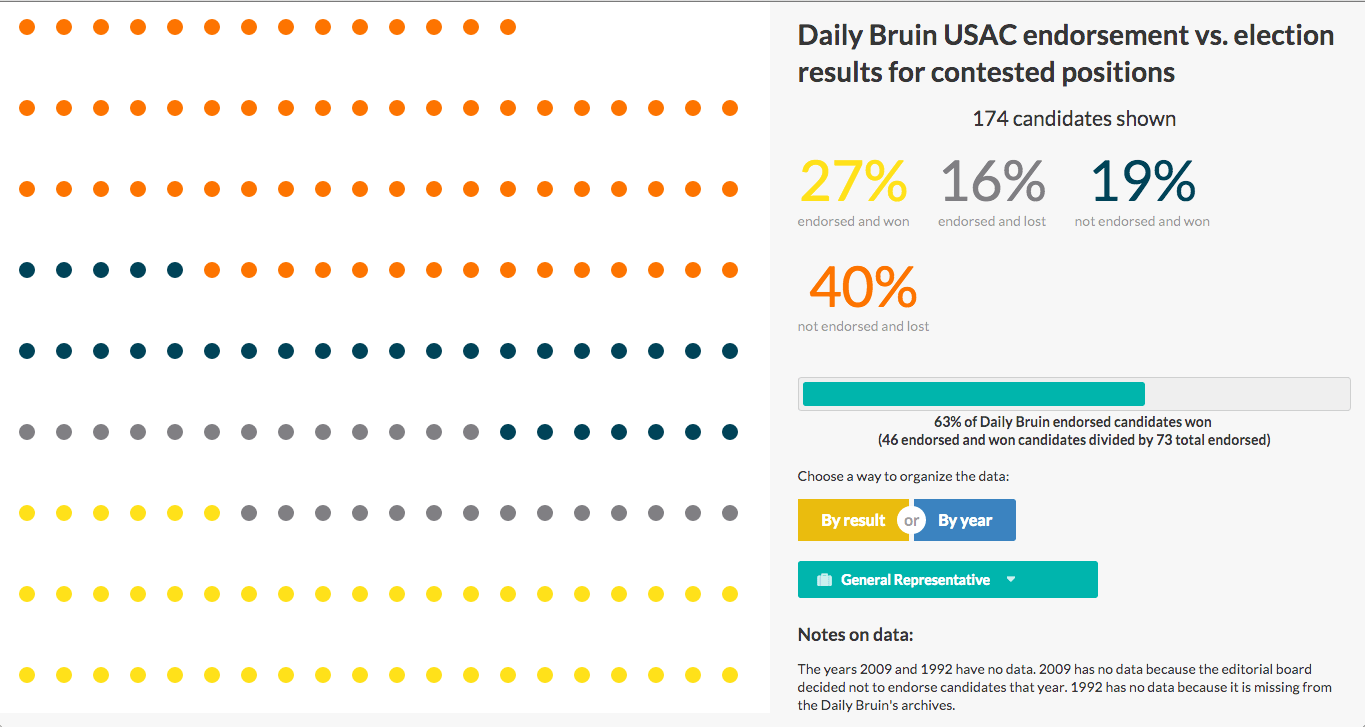 Daily Bruin USAC endorsement vs. election
results for contested positions
174 candidates shown
27%
endorsed and won
16%
endorsed and lost
19%
not endorsed and won
40%
not endorsed and lost
63% of Daily Bruin endorsed candidates won
(46 endorsed and won candidates divided by 73 total endorsed)
Choose a way to organize the data:
By result or By year
General Representative
Notes on data:
The years 2009 and 1992 have no data. 2009 has no data because the editorial board
decided not to endorse candidates that year. 1992 has no data because it is missing from
the Daily Bruin's archives.